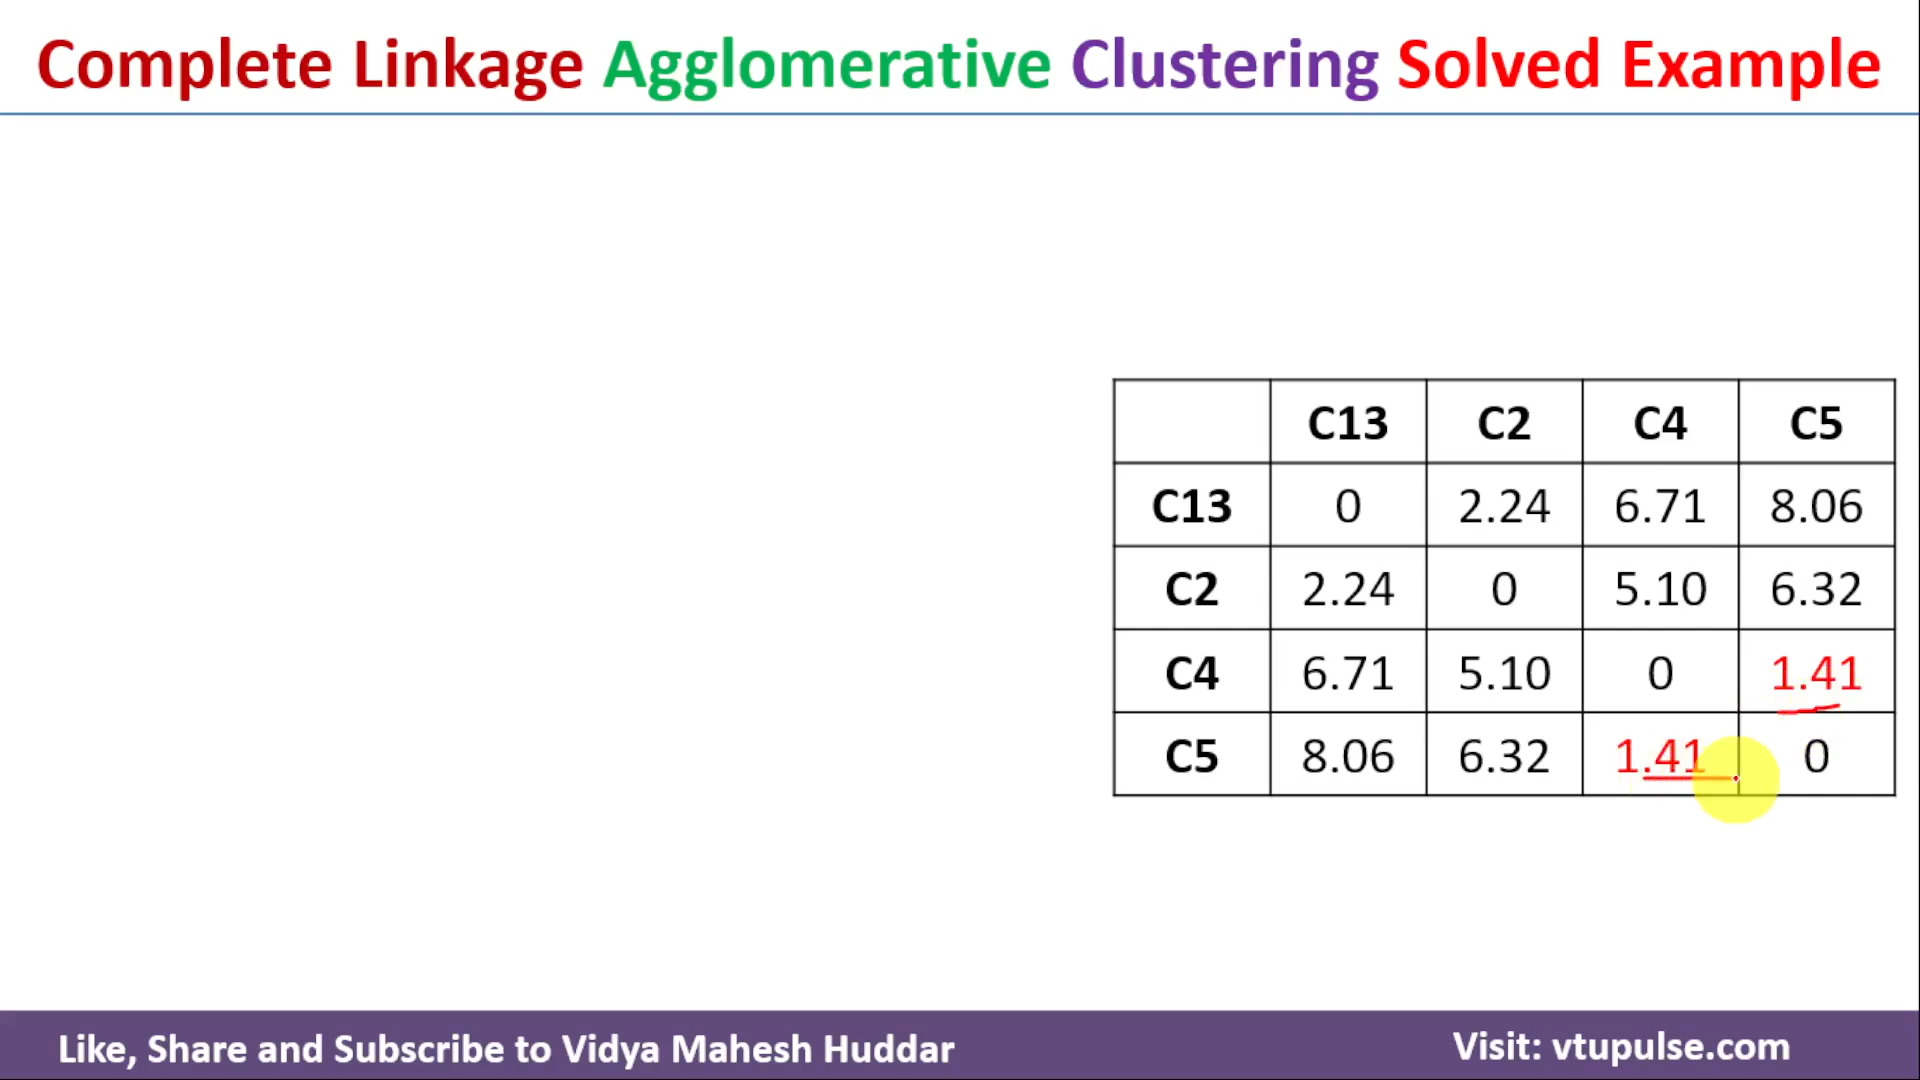 Complete Linkage Agglomerative Clustering Solved Example
C13 C2 C4 C5
C13 0 2.24 6.71 8.06
C2 2.24 0 5.10 6.32
C4 6.71 5.10 0 1.41
C5 8.06 6.32 1.41 0
Like, Share and Subscribe to Vidya Mahesh Huddar
Visit: vtupulse.com